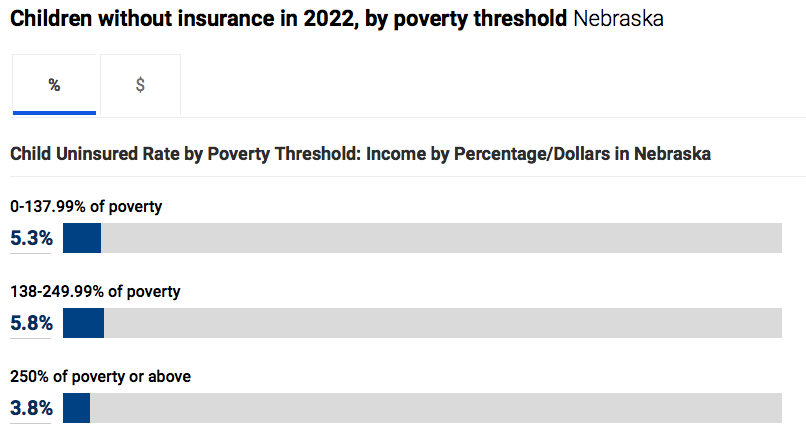 Children without insurance in 2022, by poverty threshold Nebraska
% $
Child Uninsured Rate by Poverty Threshold: Income by Percentage/Dollars in Nebraska
0-137.99% of poverty
5.3%
138-249.99% of poverty
5.8%
250% of poverty or above
3.8%